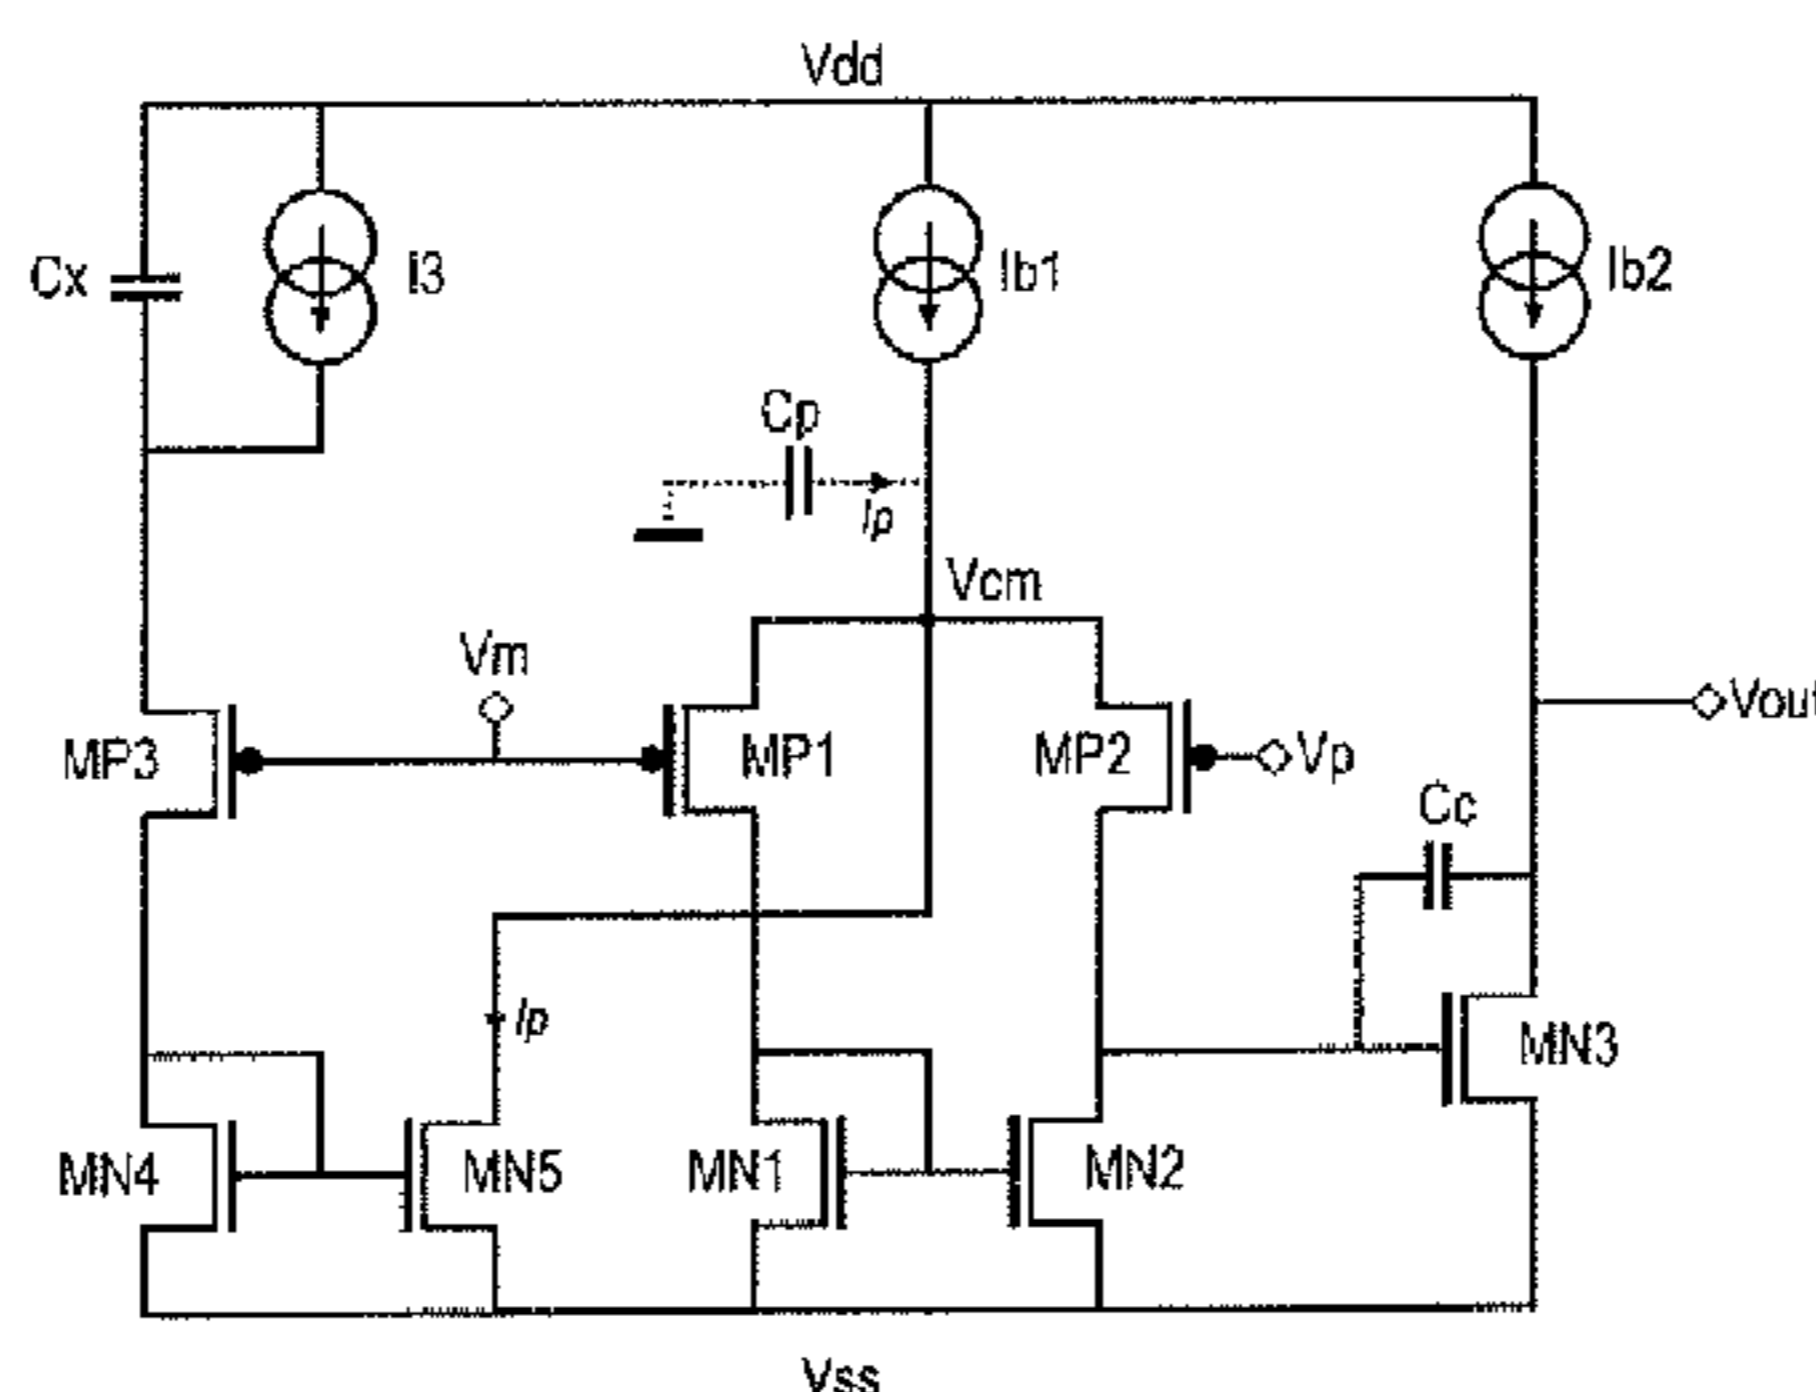 Vdd
Cx
I3
Ib1
Ib2
Cp
Ip
Vcm
Vm
Vout
MP3
MP1
MP2
Vp
Cc
Ip
MN3
MN4
MN5
MN1
MN2
Vss